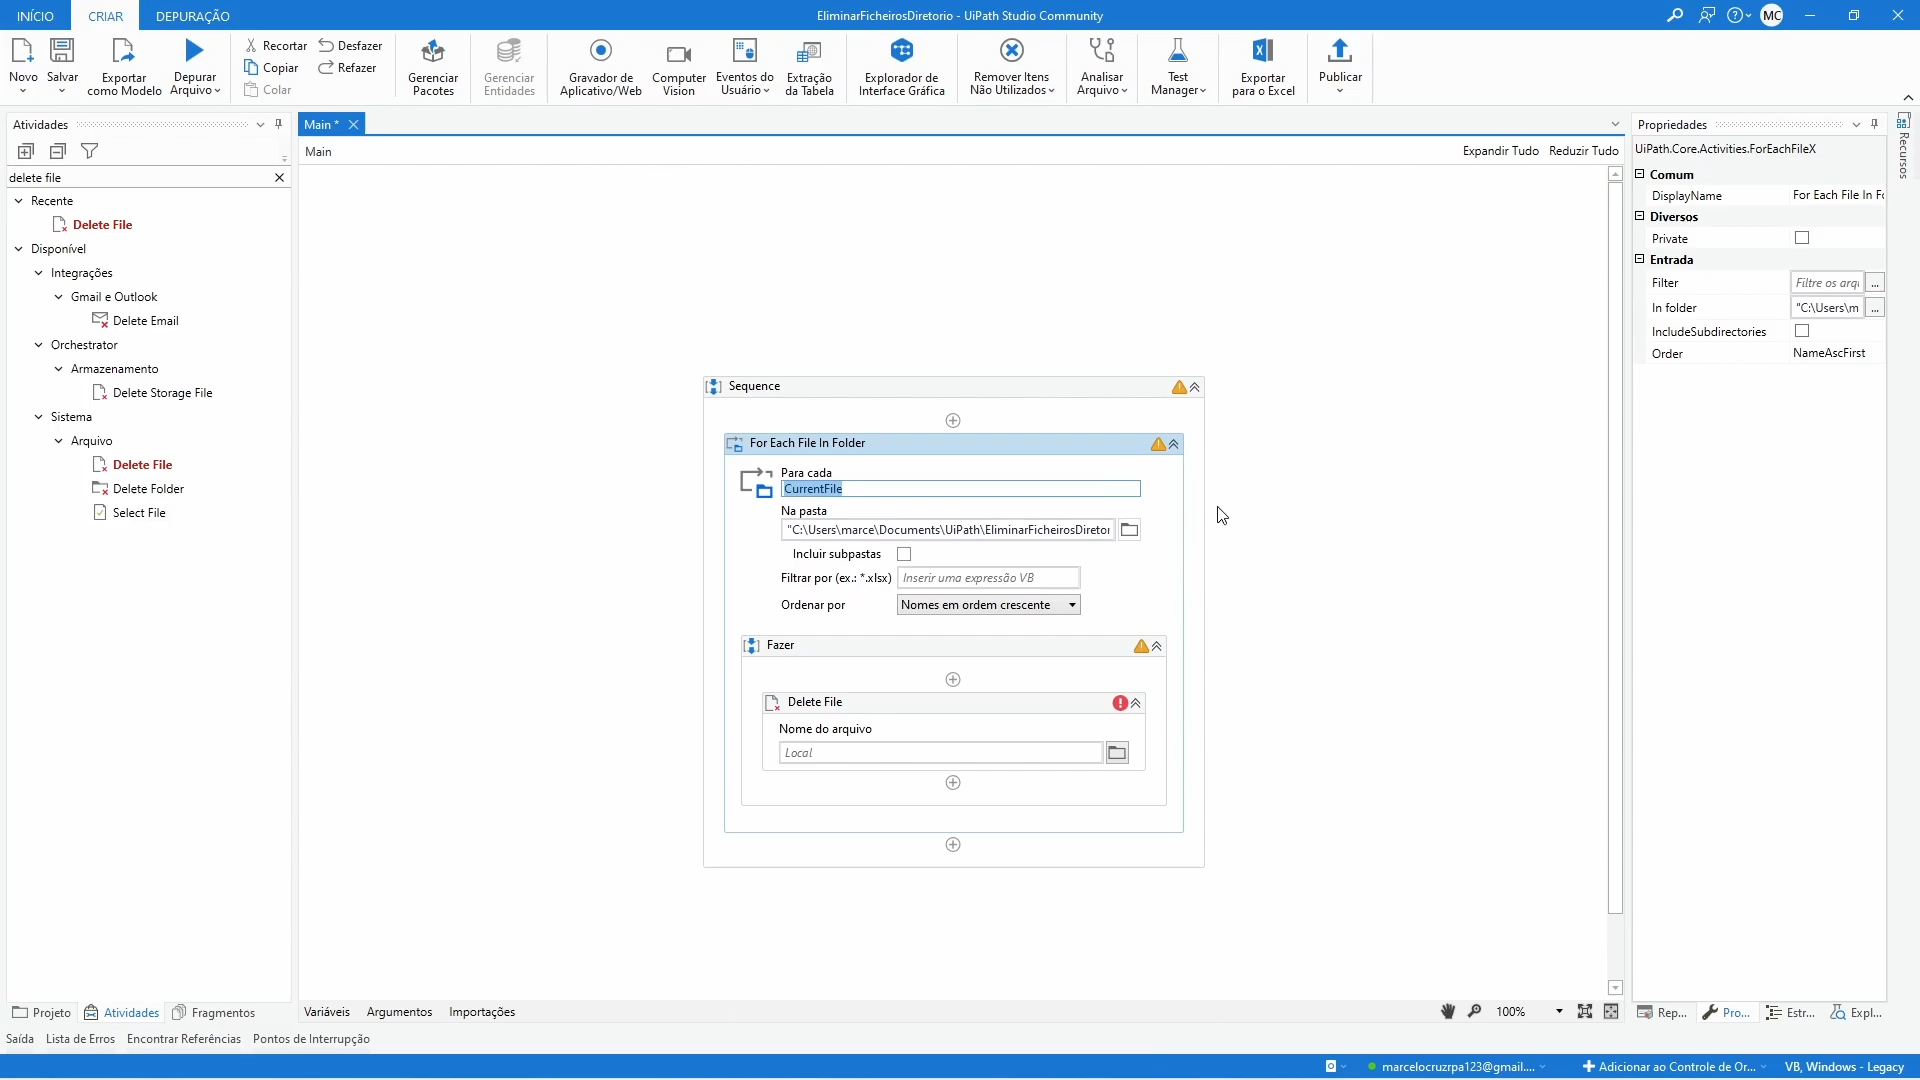 INÍCIO
CRIAR
DEPURAÇÃO
EliminarFicheirosDiretorio - UiPath Studio Community
MC
Novo
Salvar
Exportar
como Modelo
Depurar
Arquivo
Recortar
Copiar
Colar
Desfazer
Refazer
Gerenciar
Pacotes
Gerenciar
Entidades
Gravador de
Aplicativo/Web
Computer
Vision
Eventos do
Usuário
Extração
da Tabela
Explorador de
Interface Gráfica
Remover Itens
Não Utilizados
Analisar
Arquivo
Test
Manager
Exportar
para o Excel
Publicar
Atividades
delete file
Recente
Delete File
Disponível
Integrações
Gmail e Outlook
Delete Email
Orchestrator
Armazenamento
Delete Storage File
Sistema
Arquivo
Delete File
Delete Folder
Select File
Main *
Main
Expandir Tudo
Reduzir Tudo
Sequence
For Each File In Folder
Para cada
CurrentFile
Na pasta
"C:\Users\marce\Documents\UiPath\EliminarFicheirosDiretor
Incluir subpastas
Filtrar por (ex.: *.xlsx)
Inserir uma expressão VB
Ordenar por
Nomes em ordem crescente
Fazer
Delete File
Nome do arquivo
Local
Propriedades
UiPath.Core.Activities.ForEachFileX
Comum
DisplayName
For Each File In Fo
Diversos
Private
Entrada
Filter
Filtre os arqu
...
In folder
"C:\Users\m
...
IncludeSubdirectories
Order
NameAscFirst
Recursos
Projeto
Atividades
Fragmentos
Variáveis
Argumentos
Importações
100%
Rep...
Pro...
Estr...
Expl...
Saída
Lista de Erros
Encontrar Referências
Pontos de Interrupção
marcelocruzrpa123@gmail....
Adicionar ao Controle de Or...
VB, Windows - Legacy